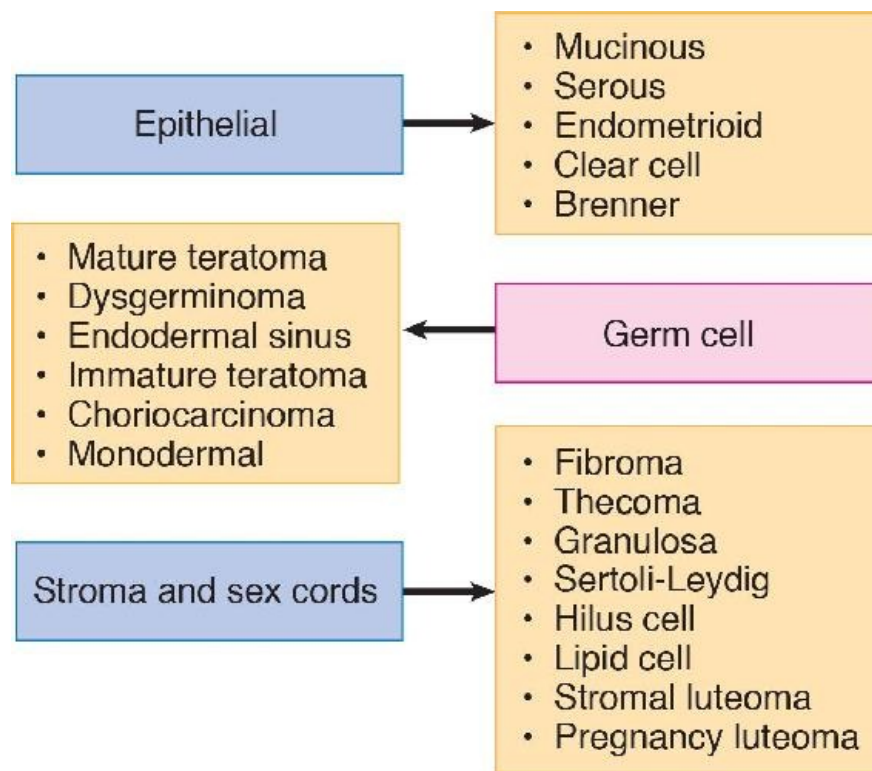 Epithelial
• Mucinous
• Serous
• Endometrioid
• Clear cell
• Brenner
Germ cell
• Mature teratoma
• Dysgerminoma
• Endodermal sinus
• Immature teratoma
• Choriocarcinoma
• Monodermal
Stroma and sex cords
• Fibroma
• Thecoma
• Granulosa
• Sertoli-Leydig
• Hilus cell
• Lipid cell
• Stromal luteoma
• Pregnancy luteoma